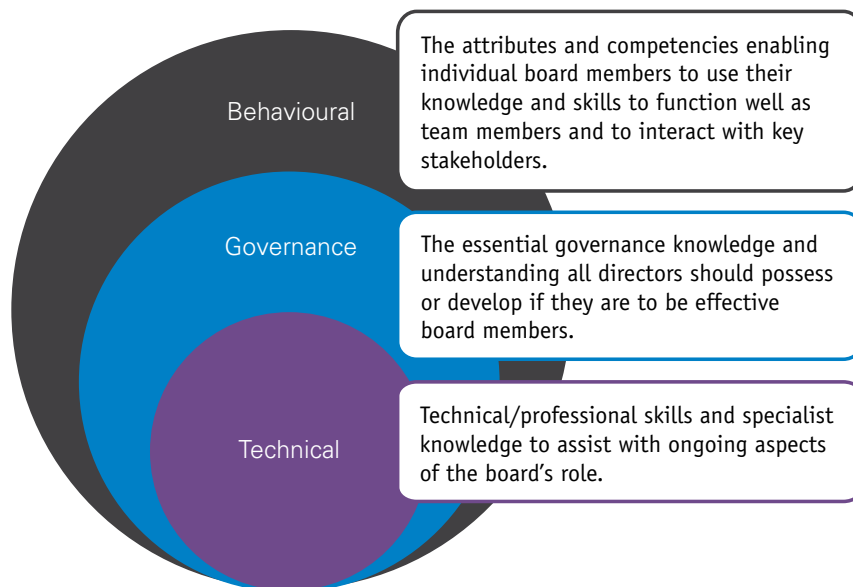 Behavioural
The attributes and competencies enabling
individual board members to use their
knowledge and skills to function well as
team members and to interact with key
stakeholders.
Governance
The essential governance knowledge and
understanding all directors should possess
or develop if they are to be effective
board members.
Technical
Technical/professional skills and specialist
knowledge to assist with ongoing aspects
of the board’s role.